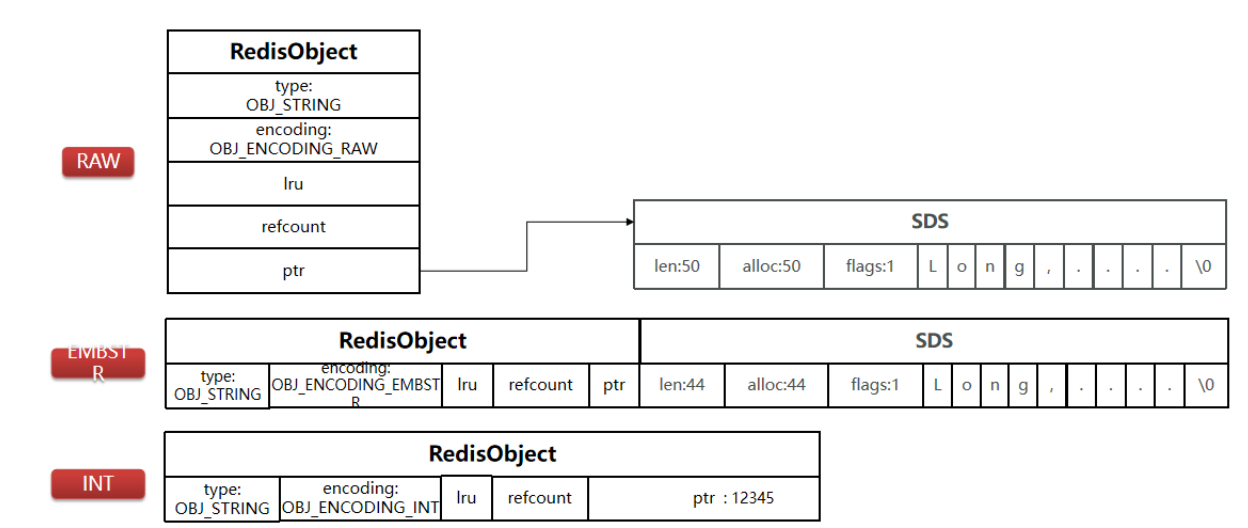 RedisObject
type:
OBJ_STRING
encoding:
OBJ_ENCODING_RAW
RAW
lru
refcount
ptr
SDS
len:50 alloc:50 flags:1 L o n g , . . . . \0
EMBST
R
RedisObject SDS
type:
OBJ_STRING
encoding:
OBJ_ENCODING_EMBST
R
lru refcount ptr len:44 alloc:44 flags:1 L o n g , . . . . \0
INT
RedisObject
type:
OBJ_STRING
encoding:
OBJ_ENCODING_INT
lru refcount ptr : 12345